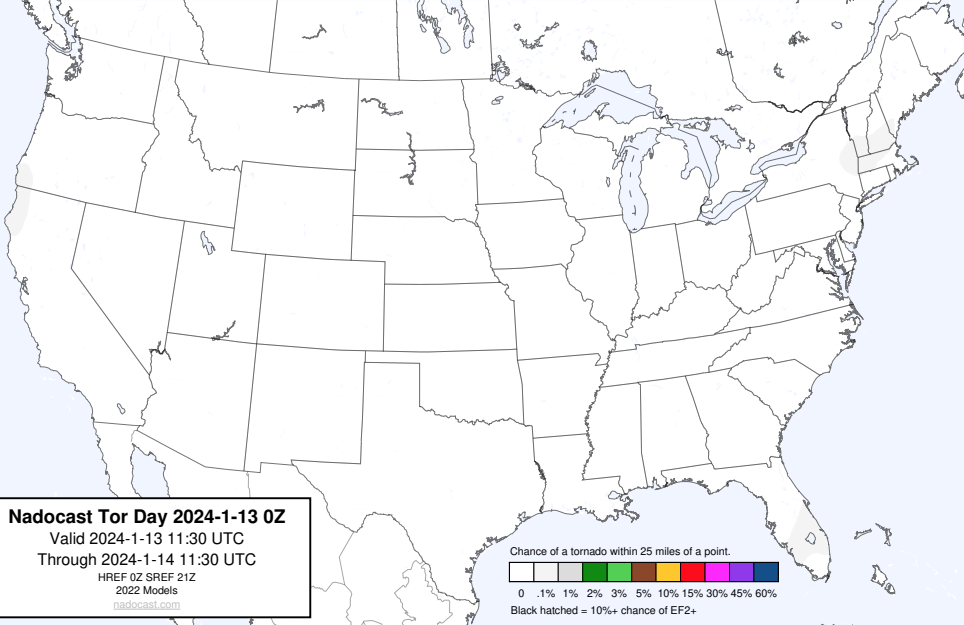 Nadocast Tor Day 2024-1-13 0Z
Valid 2024-1-13 11:30 UTC
Through 2024-1-14 11:30 UTC
HREF 0Z SREF 21Z
2022 Models
nadocast.com
Chance of a tornado within 25 miles of a point.
0 .1% 1% 2% 3% 5% 10% 15% 30% 45% 60%
Black hatched = 10%+ chance of EF2+